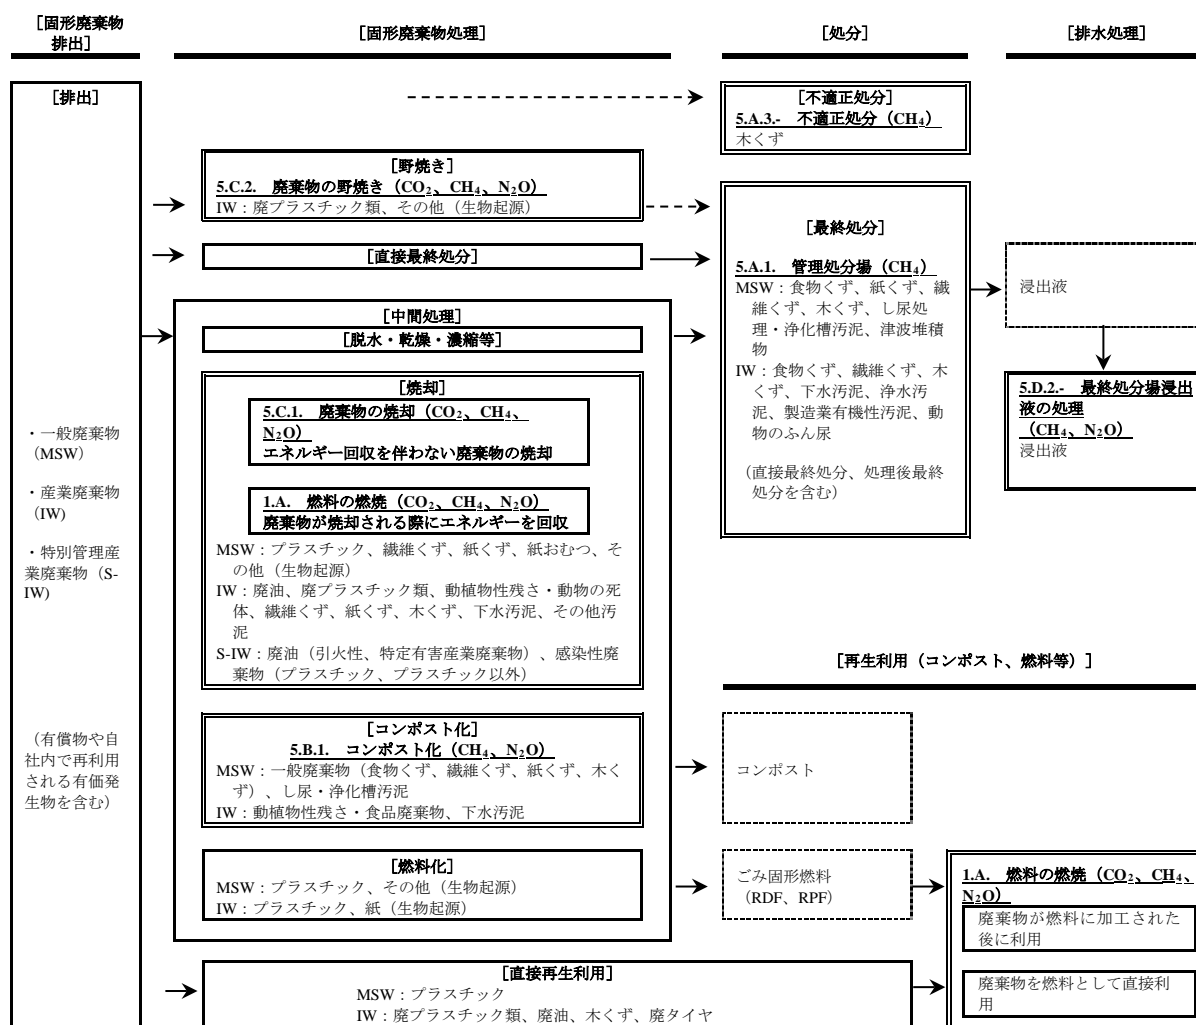 ［固形廃棄物
排出］
［固形廃棄物処理］
［処分］
［排水処理］
［排出］
・一般廃棄物
（MSW）
・産業廃棄物
（IW)
・特別管理産
業廃棄物（S-
IW)
（有償物や自
社内で再利用
される有価発
生物を含む）
［野焼き］
5.C.2.　廃棄物の野焼き（CO₂、CH₄、N₂O）
IW：廃プラスチック類、その他（生物起源）
［直接最終処分］
［中間処理］
［脱水・乾燥・濃縮等］
［焼却］
5.C.1.　廃棄物の焼却（CO₂、CH₄、
N₂O）
エネルギー回収を伴わない廃棄物の焼却
1.A.　燃料の燃焼（CO₂、CH₄、N₂O）
廃棄物が焼却される際にエネルギーを回収
MSW：プラスチック、繊維くず、紙くず、紙おむつ、そ
の他（生物起源）
IW：廃油、廃プラスチック類、動植物性残さ・動物の死
体、繊維くず、紙くず、木くず、下水汚泥、その他汚
泥
S-IW：廃油（引火性、特定有害産業廃棄物）、感染性廃
棄物（プラスチック、プラスチック以外）
［コンポスト化］
5.B.1.　コンポスト化（CH₄、N₂O）
MSW：一般廃棄物（食物くず、繊維くず、紙くず、木く
ず）、し尿・浄化槽汚泥
IW：動植物性残さ・食品廃棄物、下水汚泥
［燃料化］
MSW：プラスチック、その他（生物起源）
IW：プラスチック、紙（生物起源）
［直接再生利用］
MSW：プラスチック
IW：廃プラスチック類、廃油、木くず、廃タイヤ
［不適正処分］
5.A.3.-　不適正処分（CH₄）
木くず
［最終処分］
5.A.1.　管理処分場（CH₄）
MSW：食物くず、紙くず、繊
維くず、木くず、し尿処
理・浄化槽汚泥、津波堆積
物
IW：食物くず、繊維くず、木
くず、下水汚泥、浄水汚
泥、製造業有機性汚泥、動
物のふん尿
（直接最終処分、処理後最終
処分を含む）
浸出液
5.D.2.-　最終処分場浸出
液の処理
（CH₄、N₂O）
浸出液
［再生利用（コンポスト、燃料等）］
コンポスト
ごみ固形燃料
（RDF、RPF）
1.A.　燃料の燃焼（CO₂、CH₄、
N₂O）
廃棄物が燃料に加工された
後に利用
廃棄物を燃料として直接利
用